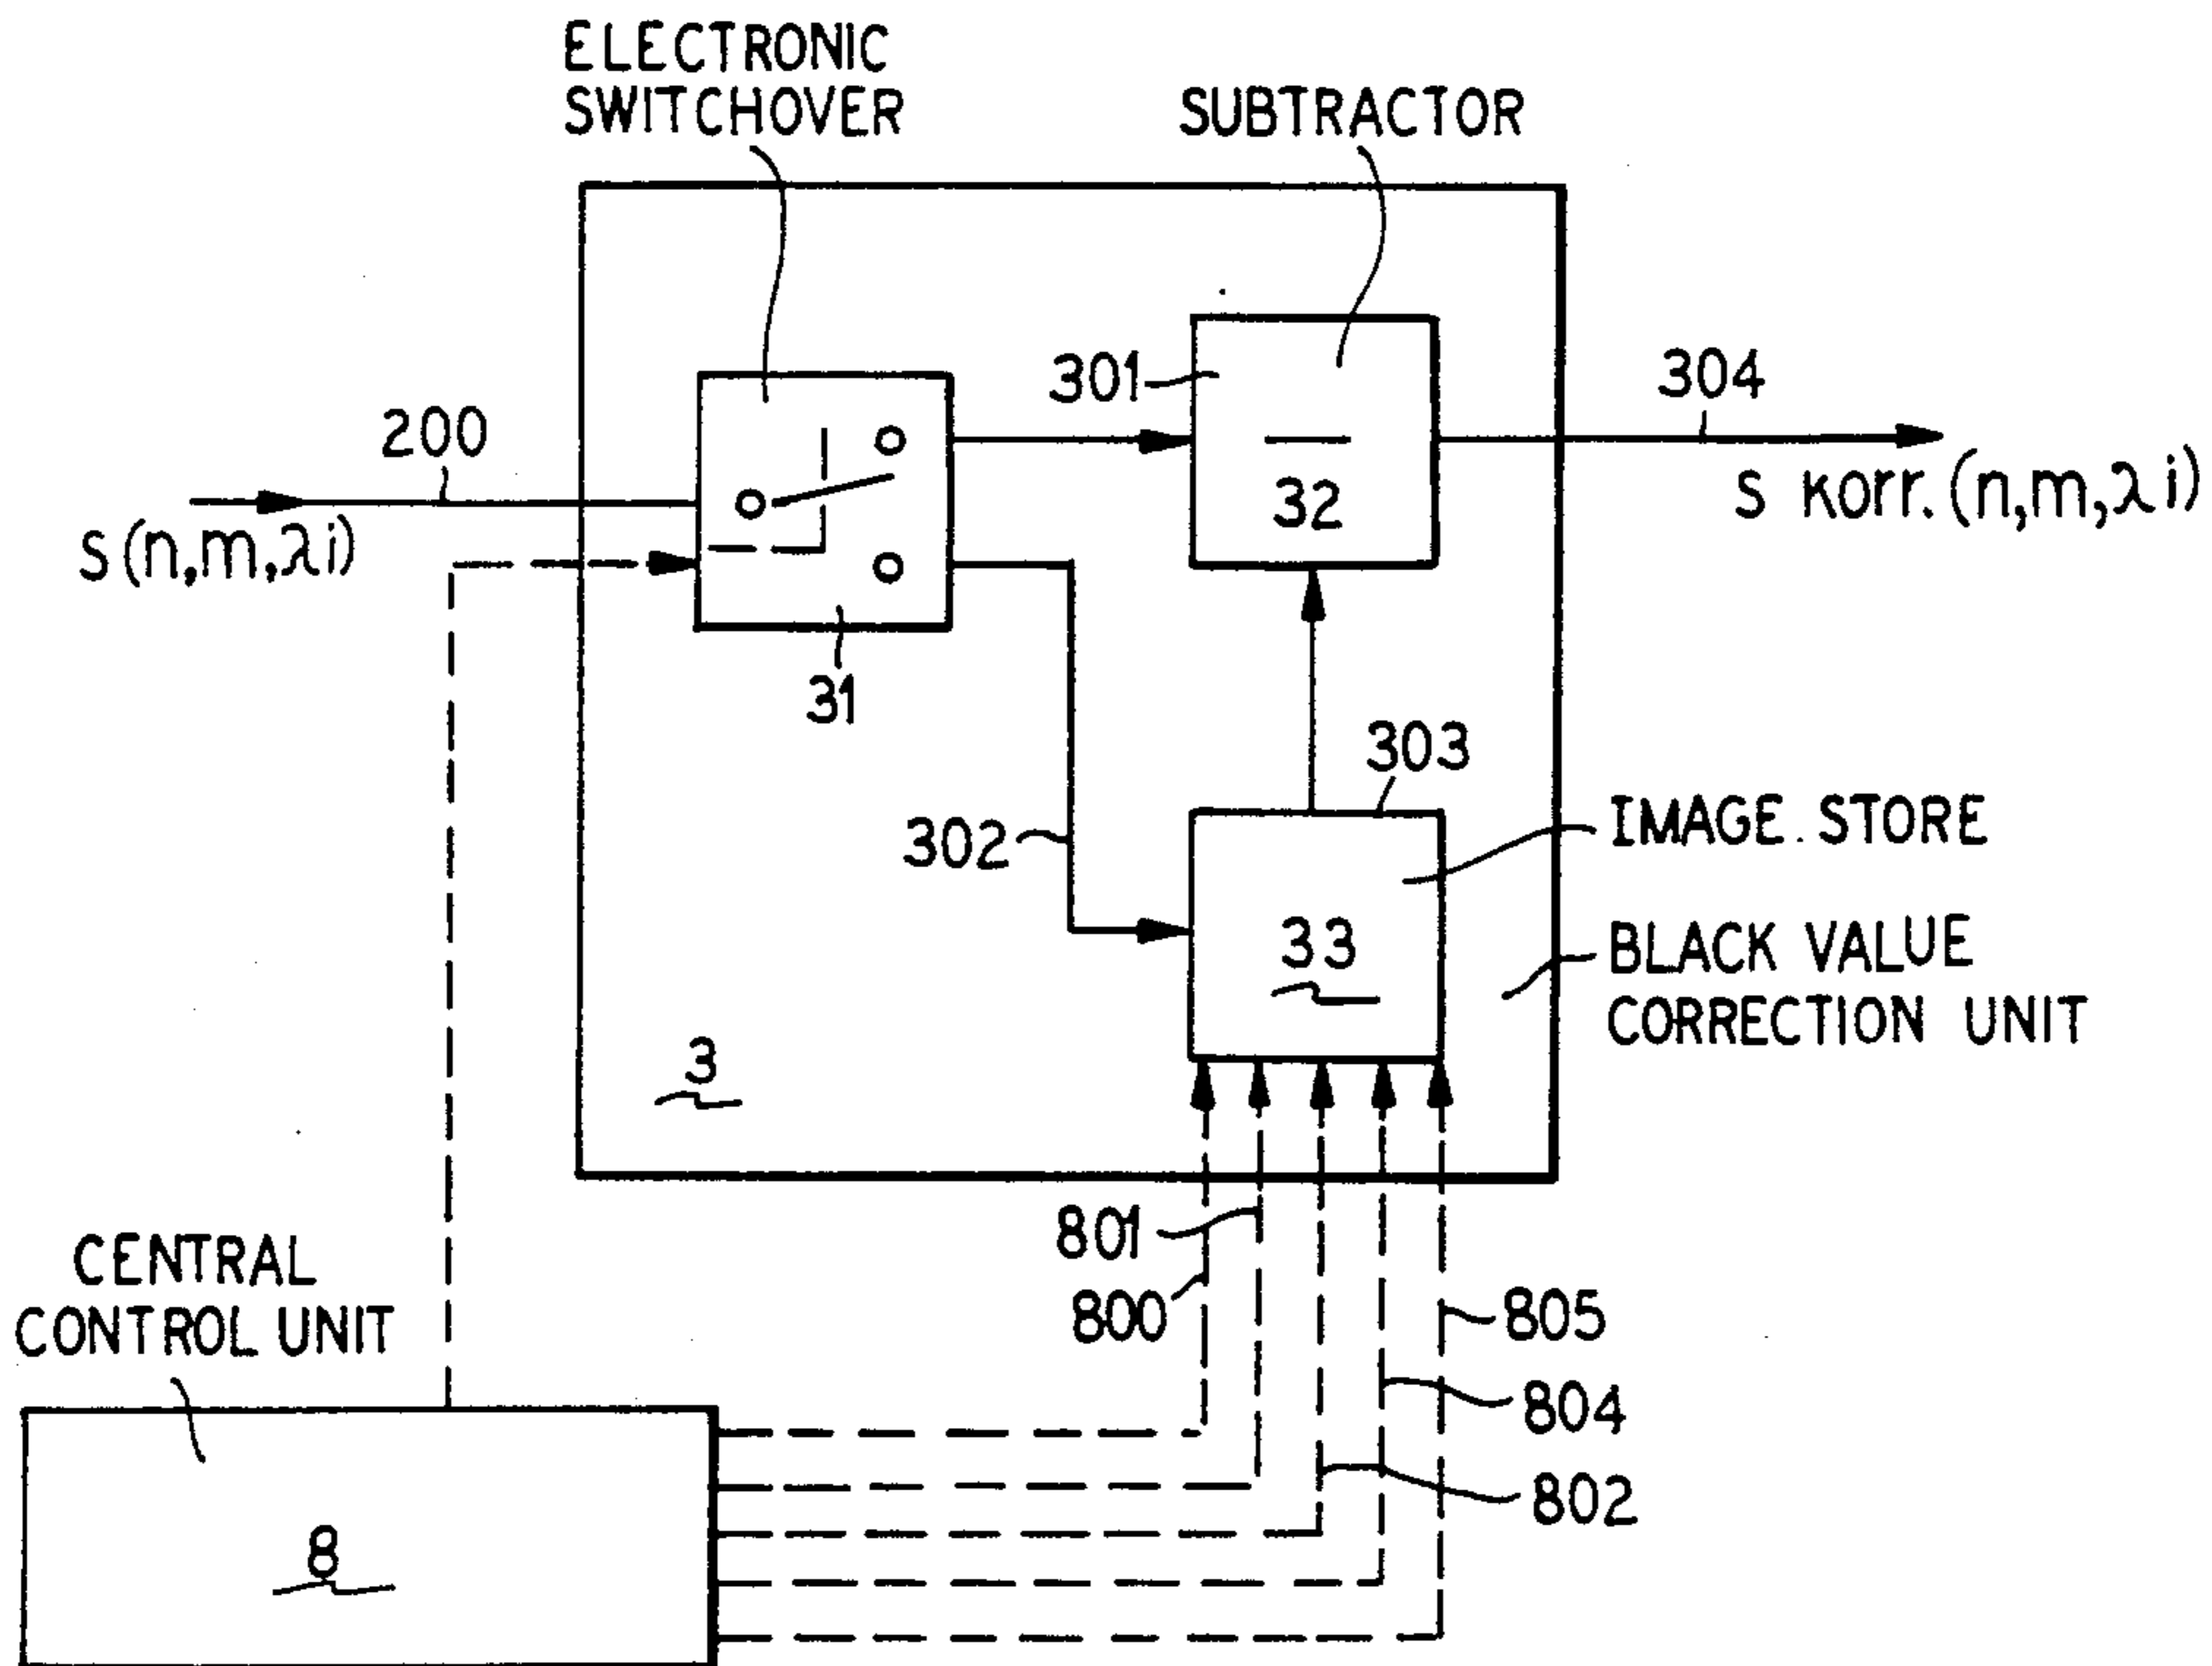 ELECTRONIC
SWITCHOVER
SUBTRACTOR
301
304
200
s(n,m,λi)
s korr.(n,m,λi)
32
31
303
302
IMAGE STORE
33
BLACK VALUE
CORRECTION UNIT
3
801
800
805
804
802
CENTRAL
CONTROL UNIT
8